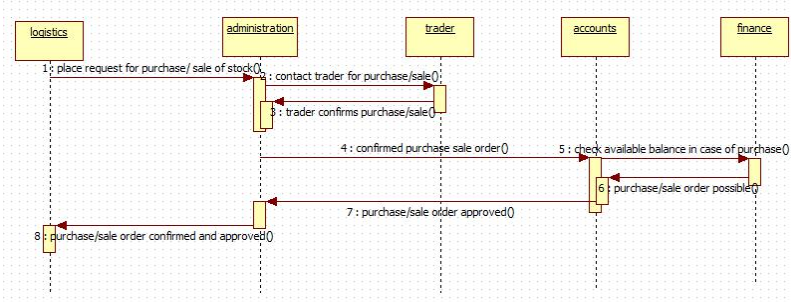 logistics
administration
trader
accounts
finance
1 : place request for purchase/ sale of stock()
2 : contact trader for purchase/sale()
3 : trader confirms purchase/sale()
4 : confirmed purchase sale order()
5 : check available balance in case of purchase()
6 : purchase/sale order possible()
7 : purchase/sale order approved()
8 : purchase/sale order confirmed and approved()